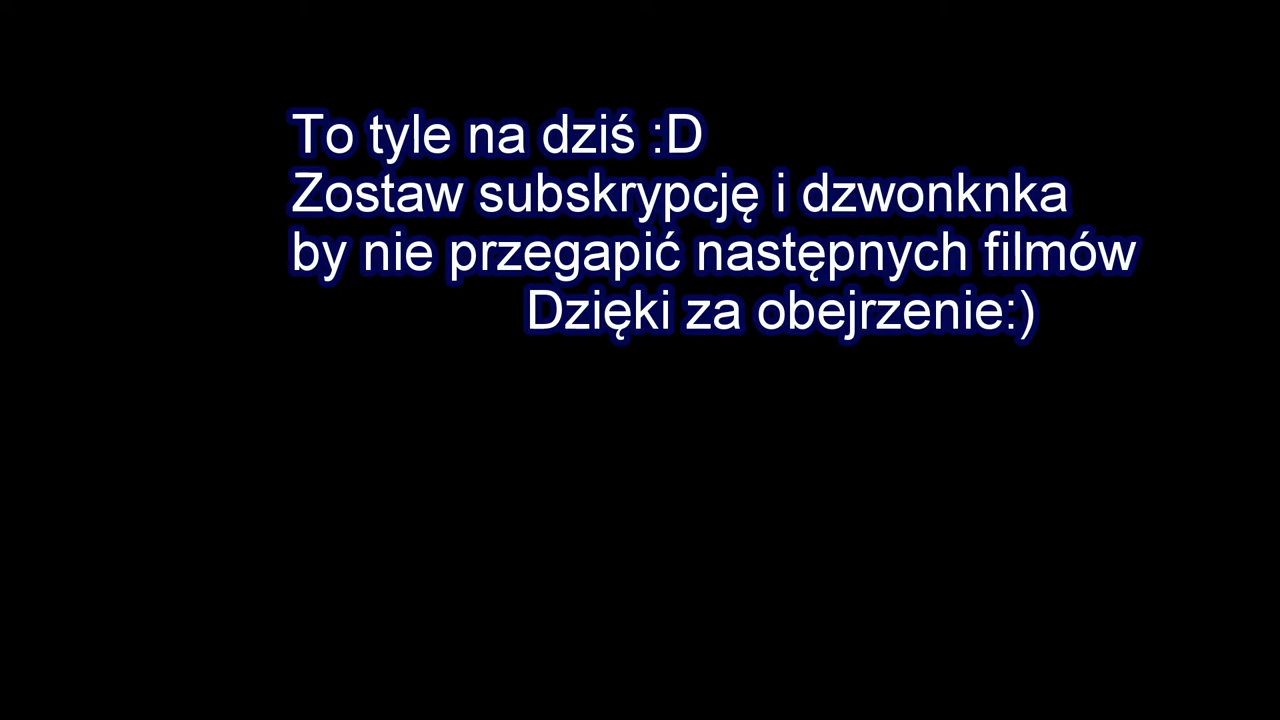 To tyle na dziś :D
Zostaw subskrypcję i dzwonknka
by nie przegapić następnych filmów
Dzięki za obejrzenie:)